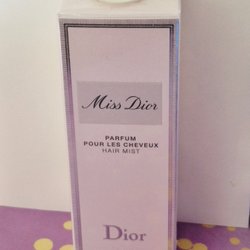 Miss Dior
PARFUM
POUR LES CHEVEUX
HAIR MIST
Dior